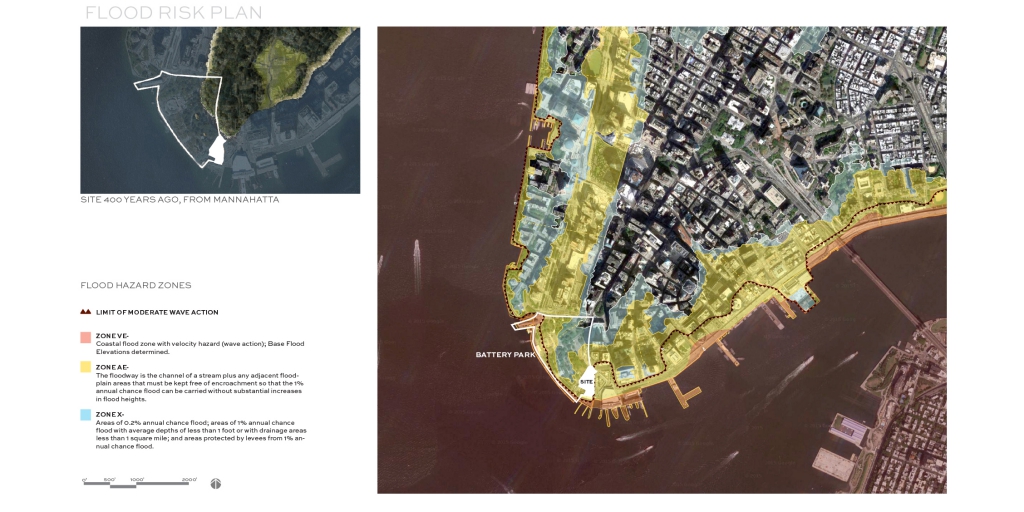 FLOOD RISK PLAN
SITE 400 YEARS AGO, FROM MANNAHATTA
FLOOD HAZARD ZONES
LIMIT OF MODERATE WAVE ACTION
ZONE VE-
Coastal flood zone with velocity hazard (wave action); Base Flood
Elevations determined.
ZONE AE-
The floodway is the channel of a stream plus any adjacent flood-
plain areas that must be kept free of encroachment so that the 1%
annual chance flood can be carried without substantial increases
in flood heights.
ZONE X-
Areas of 0.2% annual chance flood; areas of 1% annual chance
flood with average depths of less than 1 foot or with drainage areas
less than 1 square mile; and areas protected by levees from 1% an-
nual chance flood.
0' 500' 1000' 2000'
BATTERY PARK
SITE